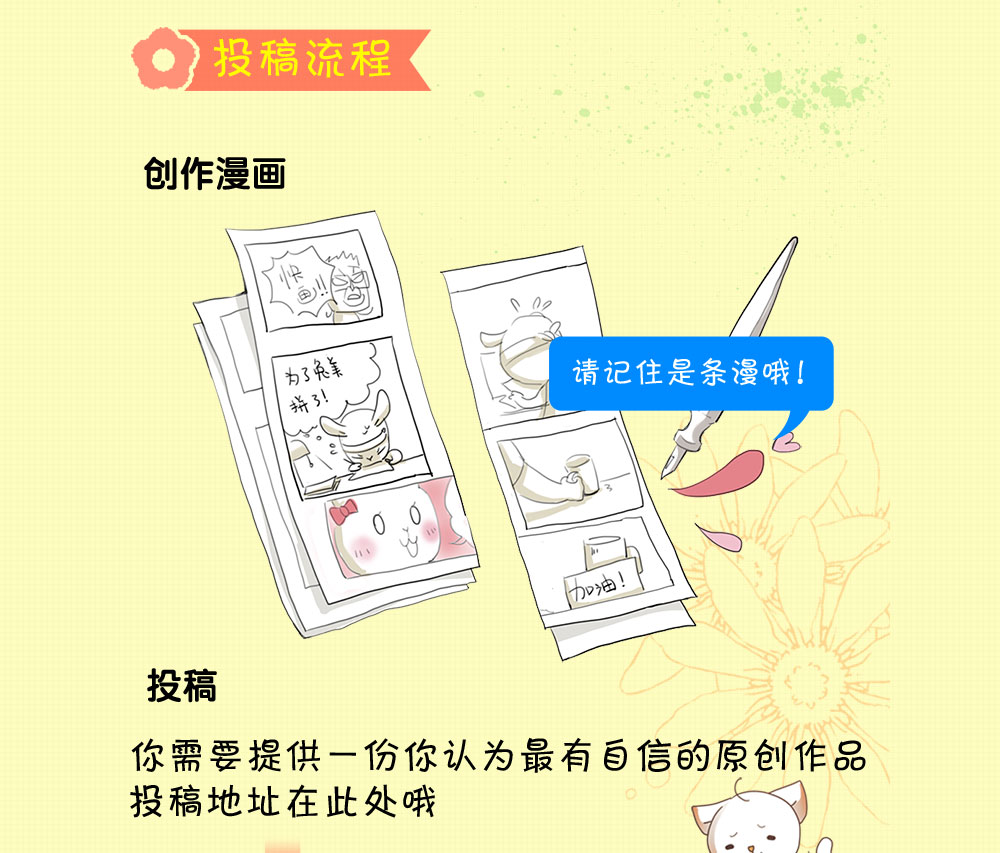 投稿流程
创作漫画
快
画!!
为了兔美
拼了!
请记住是条漫哦!
加油!
投稿
你需要提供一份你认为最有自信的原创作品
投稿地址在此处哦